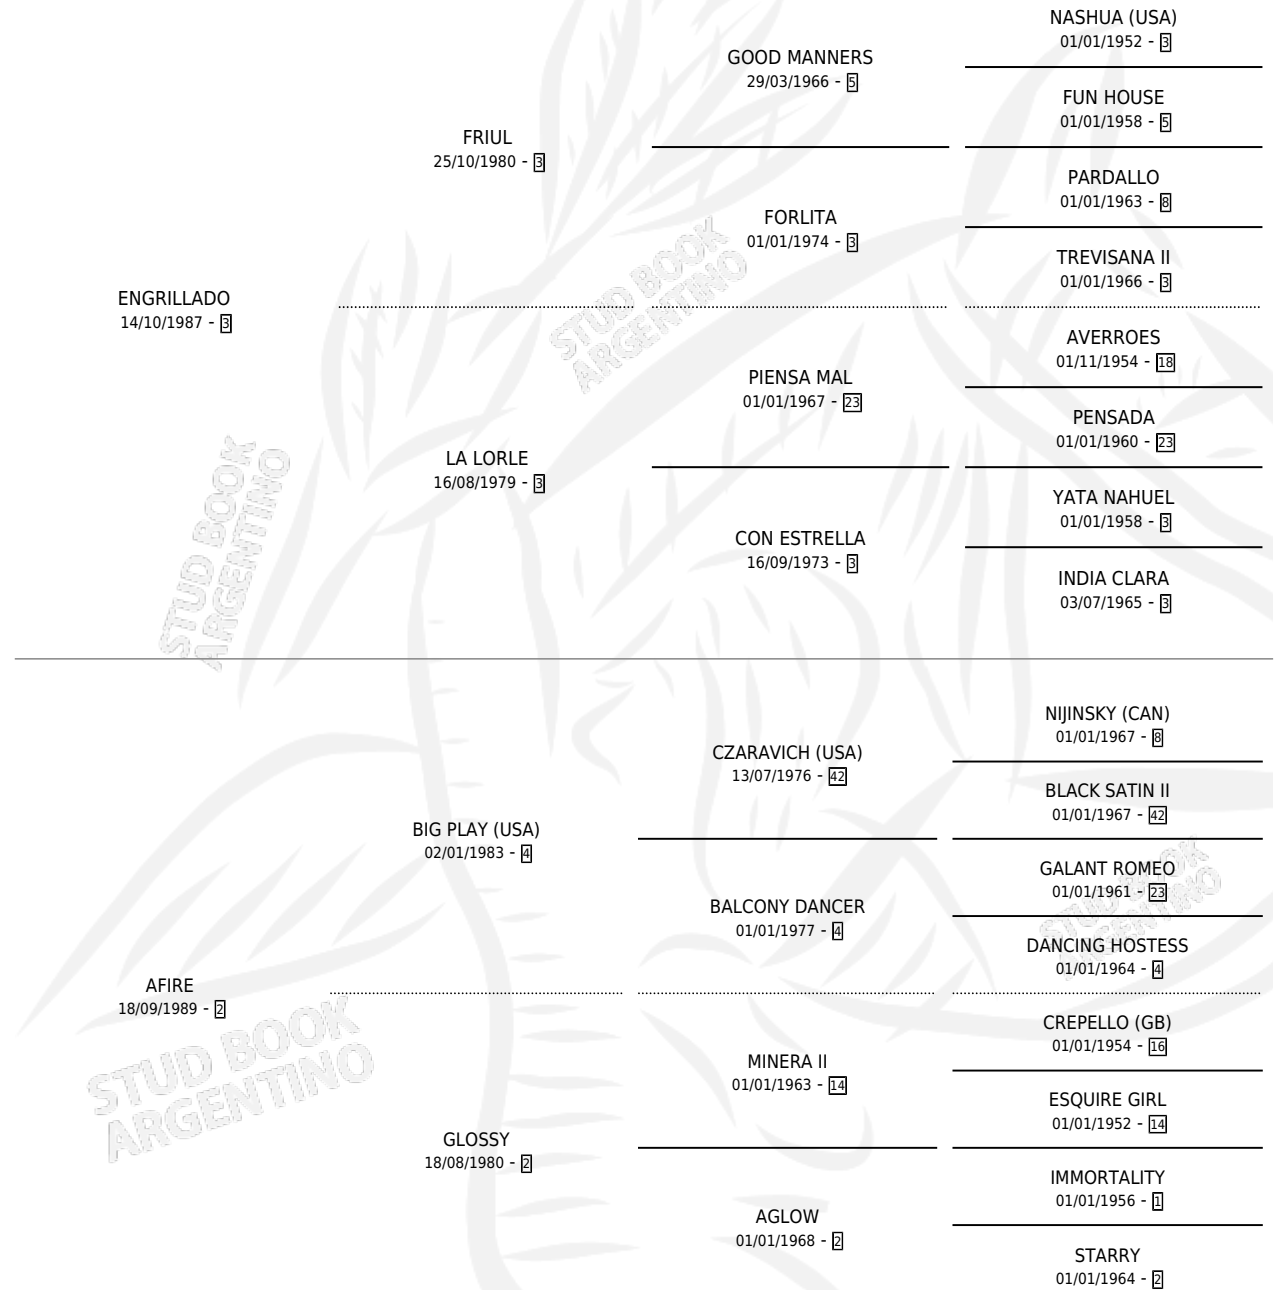 NASHUA (USA)
01/01/1952 - 3
GOOD MANNERS
29/03/1966 - 5
FUN HOUSE
01/01/1958 - 5
FRIUL
25/10/1980 - 3
PARDALLO
01/01/1963 - 8
FORLITA
01/01/1974 - 3
TREVISANA II
01/01/1966 - 3
ENGRILLADO
14/10/1987 - 3
AVERROES
01/11/1954 - 18
PIENSA MAL
01/01/1967 - 23
PENSADA
01/01/1960 - 23
LA LORLE
16/08/1979 - 3
YATA NAHUEL
01/01/1958 - 3
CON ESTRELLA
16/09/1973 - 3
INDIA CLARA
03/07/1965 - 3
NIJINSKY (CAN)
01/01/1967 - 8
CZARAVICH (USA)
13/07/1976 - 42
BLACK SATIN II
01/01/1967 - 42
BIG PLAY (USA)
02/01/1983 - 4
GALANT ROMEO
01/01/1961 - 23
BALCONY DANCER
01/01/1977 - 4
DANCING HOSTESS
01/01/1964 - 4
AFIRE
18/09/1989 - 2
CREPELLO (GB)
01/01/1954 - 16
MINERA II
01/01/1963 - 14
ESQUIRE GIRL
01/01/1952 - 14
GLOSSY
18/08/1980 - 2
IMMORTALITY
01/01/1956 - 1
AGLOW
01/01/1968 - 2
STARRY
01/01/1964 - 2
STUD BOOK
ARGENTINO
STUD BOOK
ARGENTINO
STUD BOOK
ARGENTINO
STUD BOOK
ARGENTINO